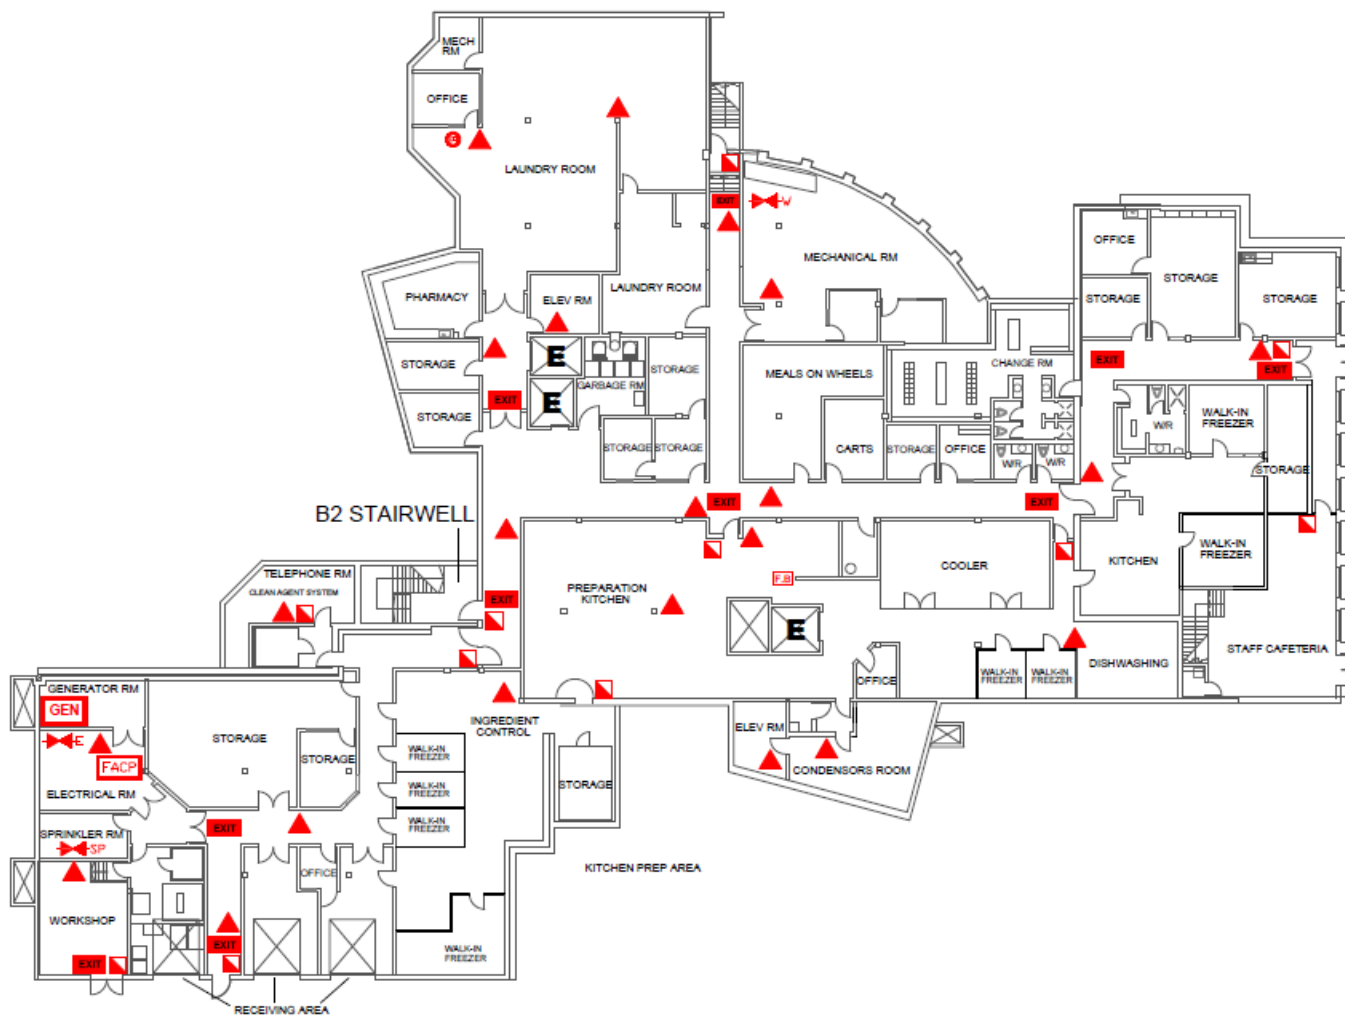 MECH
RM
OFFICE
LAUNDRY ROOM
EXIT
W
MECHANICAL RM
OFFICE
STORAGE
STORAGE
STORAGE
PHARMACY
ELEV RM
LAUNDRY ROOM
STORAGE
E
GARBAGE RM
STORAGE
MEALS ON WHEELS
CHANGE RM
EXIT
EXIT
EXIT
E
STORAGE
STORAGE
STORAGE
CARTS
STORAGE
OFFICE
W/R
W/R
W/R
WALK-IN
FREEZER
STORAGE
EXIT
EXIT
B2 STAIRWELL
TELEPHONE RM
CLEAN AGENT SYSTEM
EXIT
PREPARATION
KITCHEN
F.B
E
COOLER
KITCHEN
WALK-IN
FREEZER
STAFF CAFETERIA
DISHWASHING
WALK-IN
FREEZER
WALK-IN
FREEZER
OFFICE
GENERATOR RM
GEN
E
FACP
ELECTRICAL RM
STORAGE
STORAGE
INGREDIENT
CONTROL
WALK-IN
FREEZER
WALK-IN
FREEZER
WALK-IN
FREEZER
STORAGE
ELEV RM
CONDENSORS ROOM
SPRINKLER RM
SP
EXIT
OFFICE
KITCHEN PREP AREA
WORKSHOP
EXIT
EXIT
WALK-IN
FREEZER
RECEIVING AREA